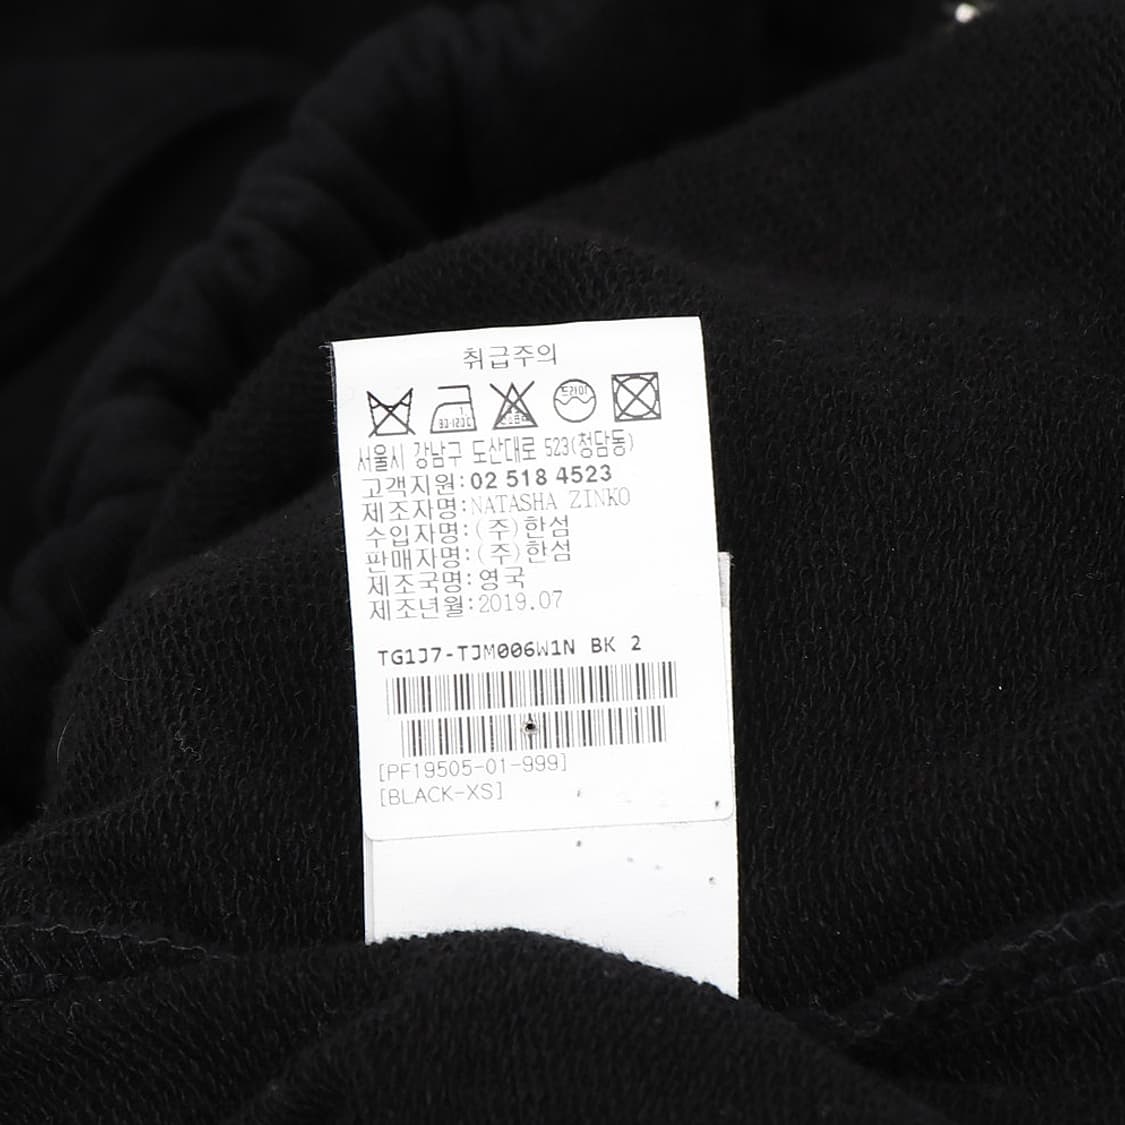 취급주의
드라이
서울시 강남구 도산대로 523(청담동)
고객지원:02 518 4523
제조자명:NATASHA ZINKO
수입자명:(주)한섬
판매자명:(주)한섬
제조국명:영국
제조년월:2019.07
TG1J7-TJM006W1N BK 2
[PF19505-01-999]
[BLACK-XS]